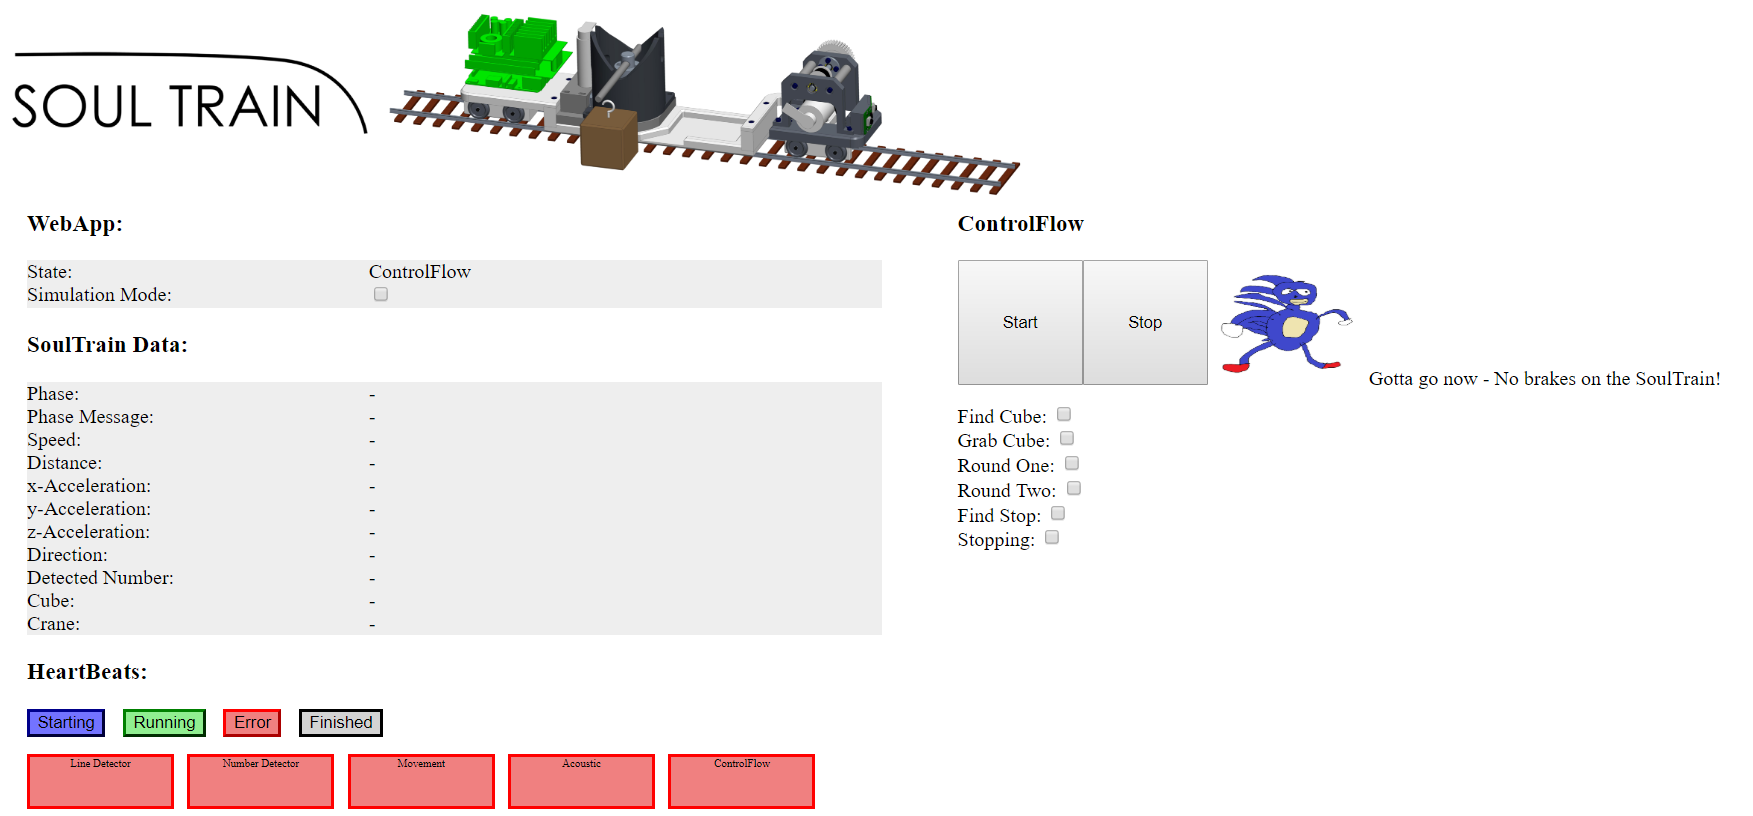 SOUL TRAIN
WebApp:
State: ControlFlow
Simulation Mode:
SoulTrain Data:
Phase: -
Phase Message: -
Speed: -
Distance: -
x-Acceleration: -
y-Acceleration: -
z-Acceleration: -
Direction: -
Detected Number: -
Cube: -
Crane: -
HeartBeats:
Starting Running Error Finished
Line Detector Number Detector Movement Acoustic ControlFlow
ControlFlow
Start Stop
Gotta go now - No brakes on the SoulTrain!
Find Cube:
Grab Cube:
Round One:
Round Two:
Find Stop:
Stopping: